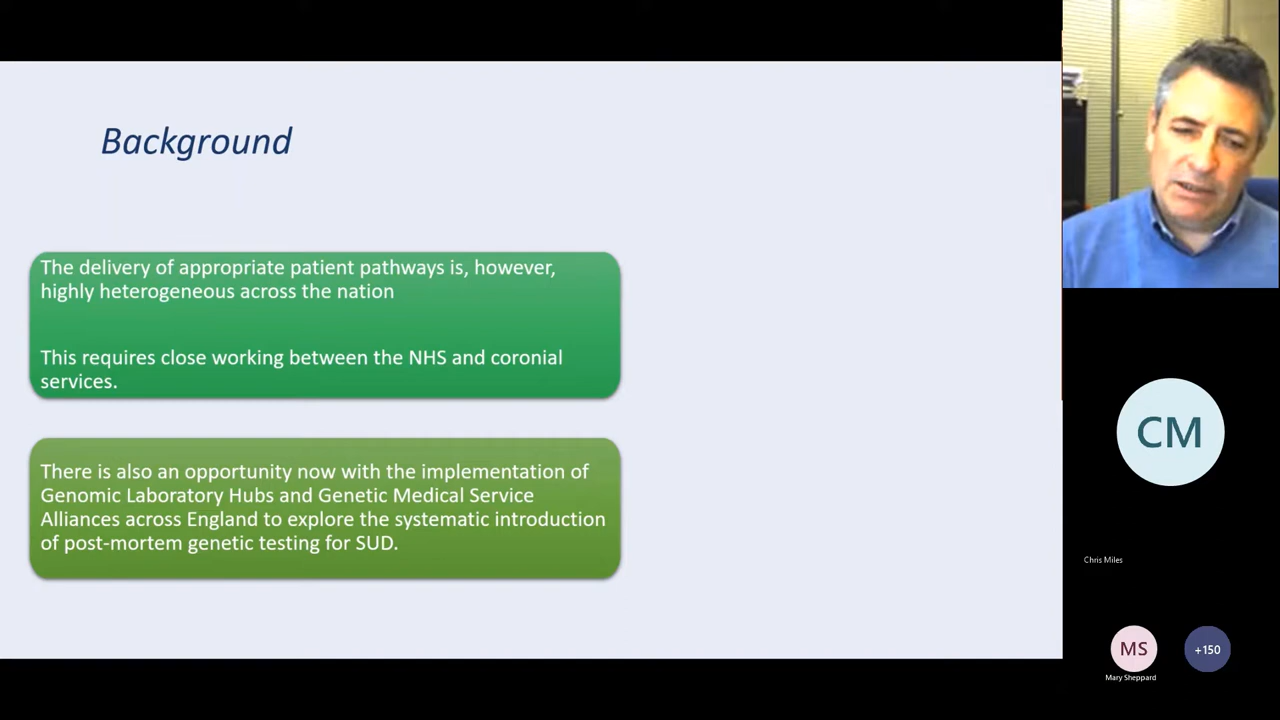 Background
The delivery of appropriate patient pathways is, however,
highly heterogeneous across the nation
This requires close working between the NHS and coronial
services.
There is also an opportunity now with the implementation of
Genomic Laboratory Hubs and Genetic Medical Service
Alliances across England to explore the systematic introduction
of post-mortem genetic testing for SUD.
CM
Chris Miles
MS
+150
Mary Sheppard